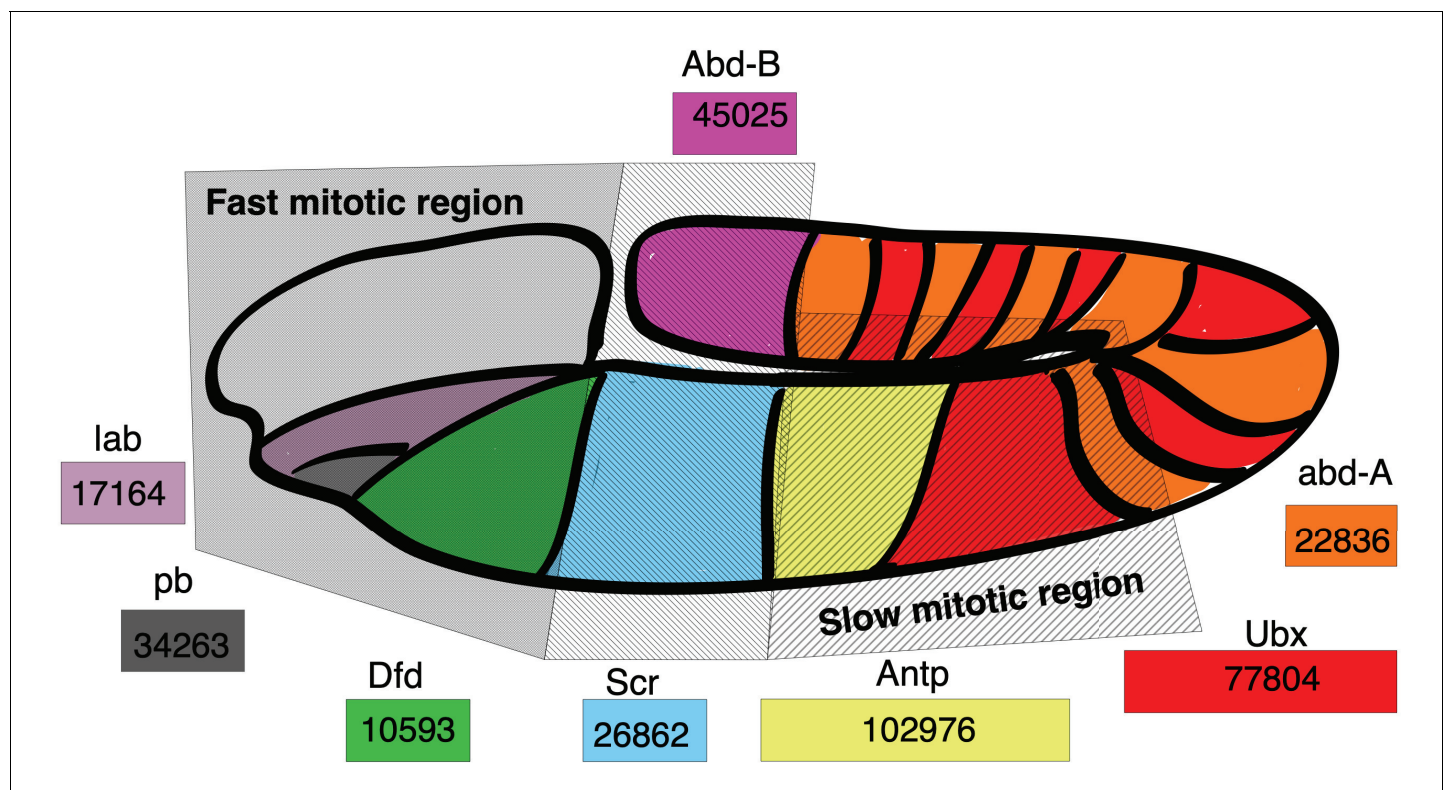 Abd-B
45025
Fast mitotic region
lab
17164
abd-A
22836
pb
34263
Slow mitotic region
Ubx
77804
Dfd
10593
Scr
26862
Antp
102976